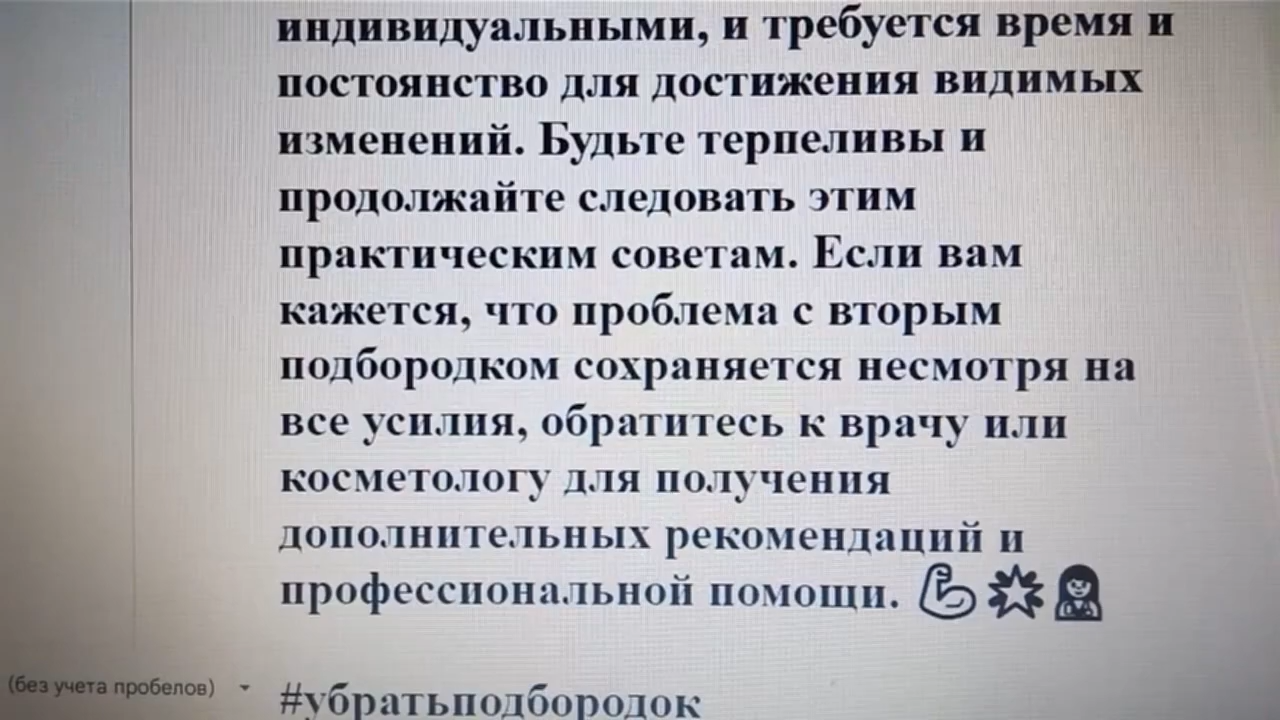 индивидуальными, и требуется время и
постоянство для достижения видимых
изменений. Будьте терпеливы и
продолжайте следовать этим
практическим советам. Если вам
кажется, что проблема с вторым
подбородком сохраняется несмотря на
все усилия, обратитесь к врачу или
косметологу для получения
дополнительных рекомендаций и
профессиональной помощи. 💪🌟👩‍⚕️
(без учета пробелов)
#убратьподбородок